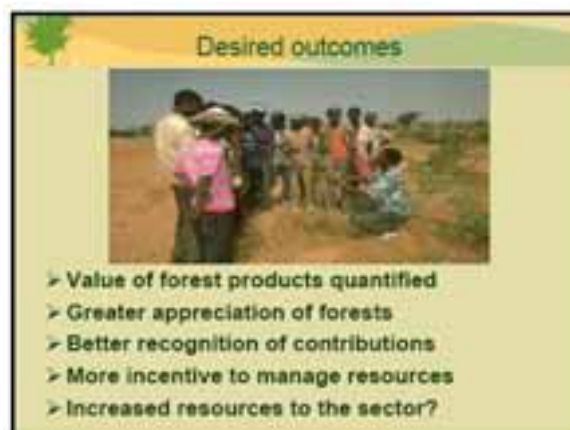 Desired outcomes
➢ Value of forest products quantified
➢ Greater appreciation of forests
➢ Better recognition of contributions
➢ More incentive to manage resources
➢ Increased resources to the sector?